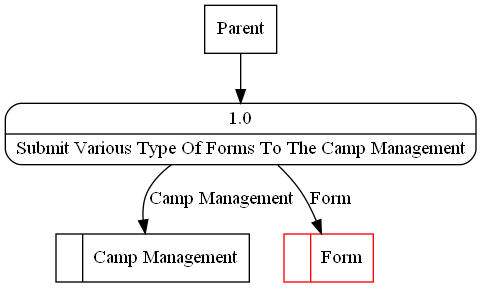 Parent
1.0
Submit Various Type Of Forms To The Camp Management
Camp Management
Form
Camp Management
Form